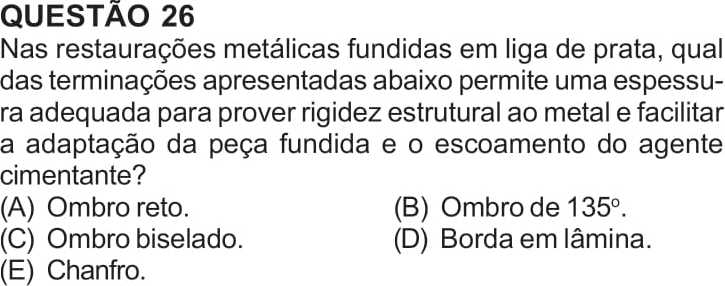 QUESTÃO 26
Nas restaurações metálicas fundidas em liga de prata, qual
das terminações apresentadas abaixo permite uma espessu-
ra adequada para prover rigidez estrutural ao metal e facilitar
a adaptação da peça fundida e o escoamento do agente
cimentante?
(A) Ombro reto. (B) Ombro de 135º.
(C) Ombro biselado. (D) Borda em lâmina.
(E) Chanfro.